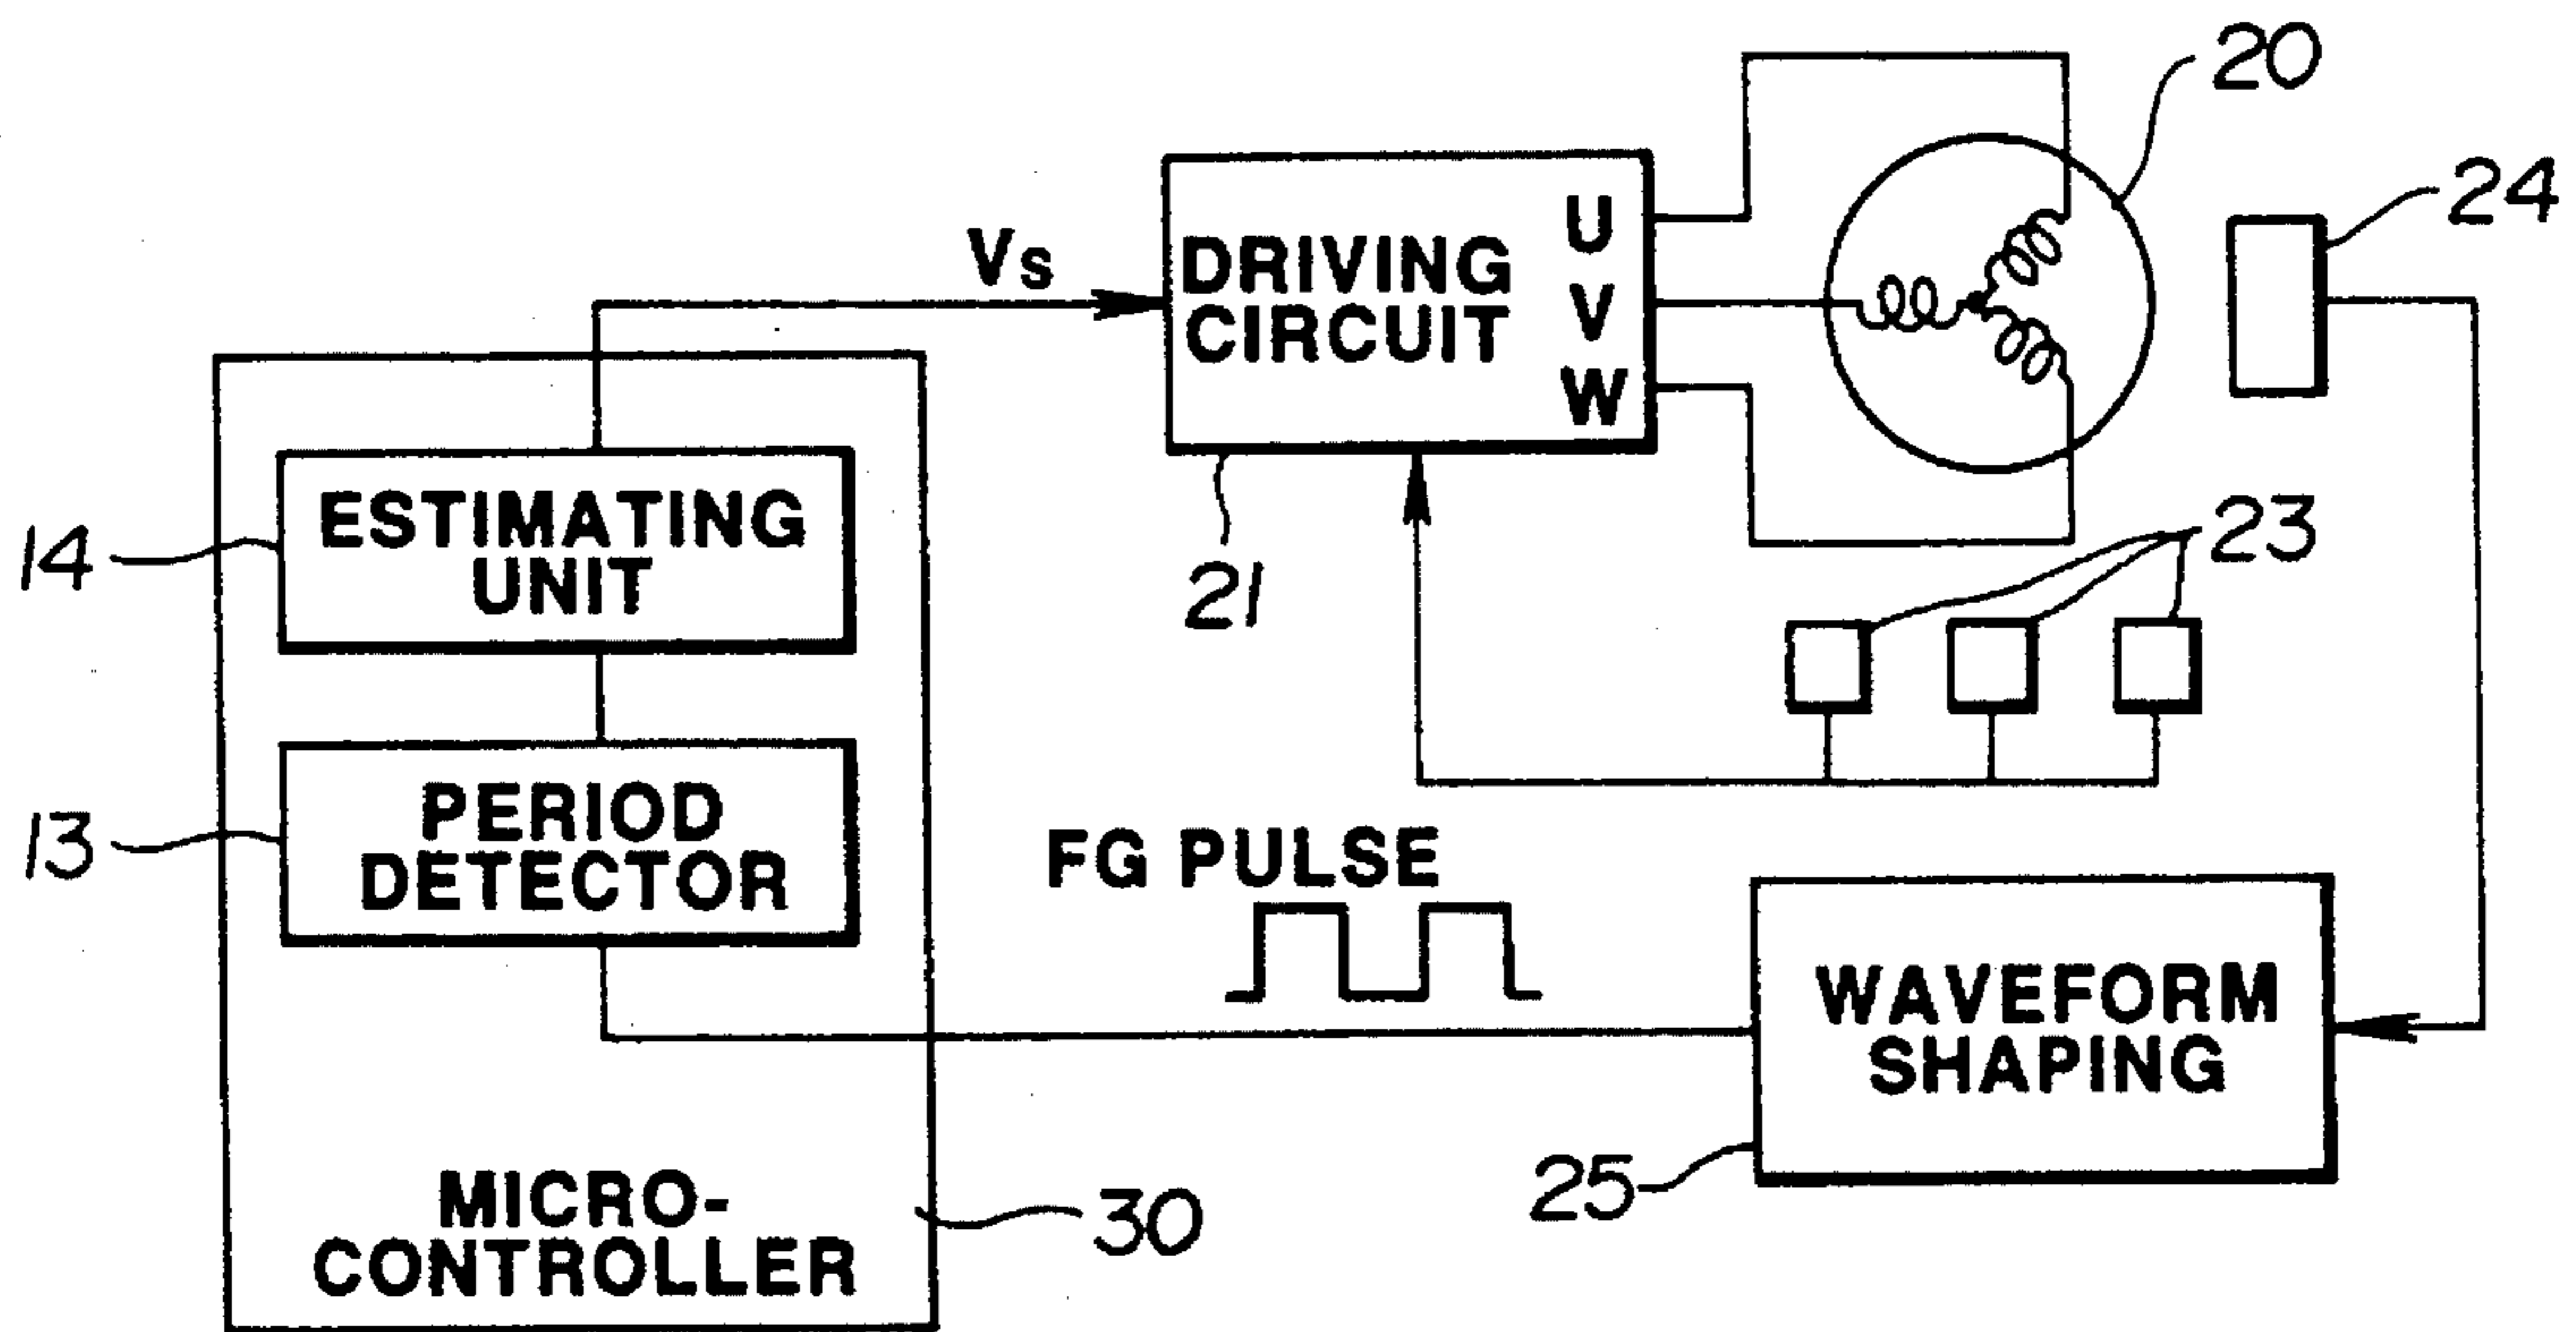 20
24
Vs
DRIVING
CIRCUIT
U
V
W
21
23
14
ESTIMATING
UNIT
13
PERIOD
DETECTOR
FG PULSE
WAVEFORM
SHAPING
25
MICRO-
CONTROLLER
30